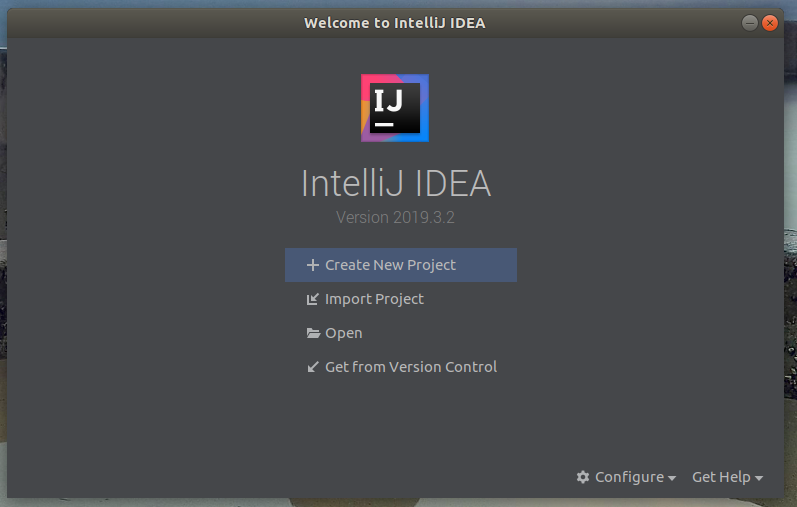 Welcome to IntelliJ IDEA
IJ
IntelliJ IDEA
Version 2019.3.2
Create New Project
Import Project
Open
Get from Version Control
Configure Get Help